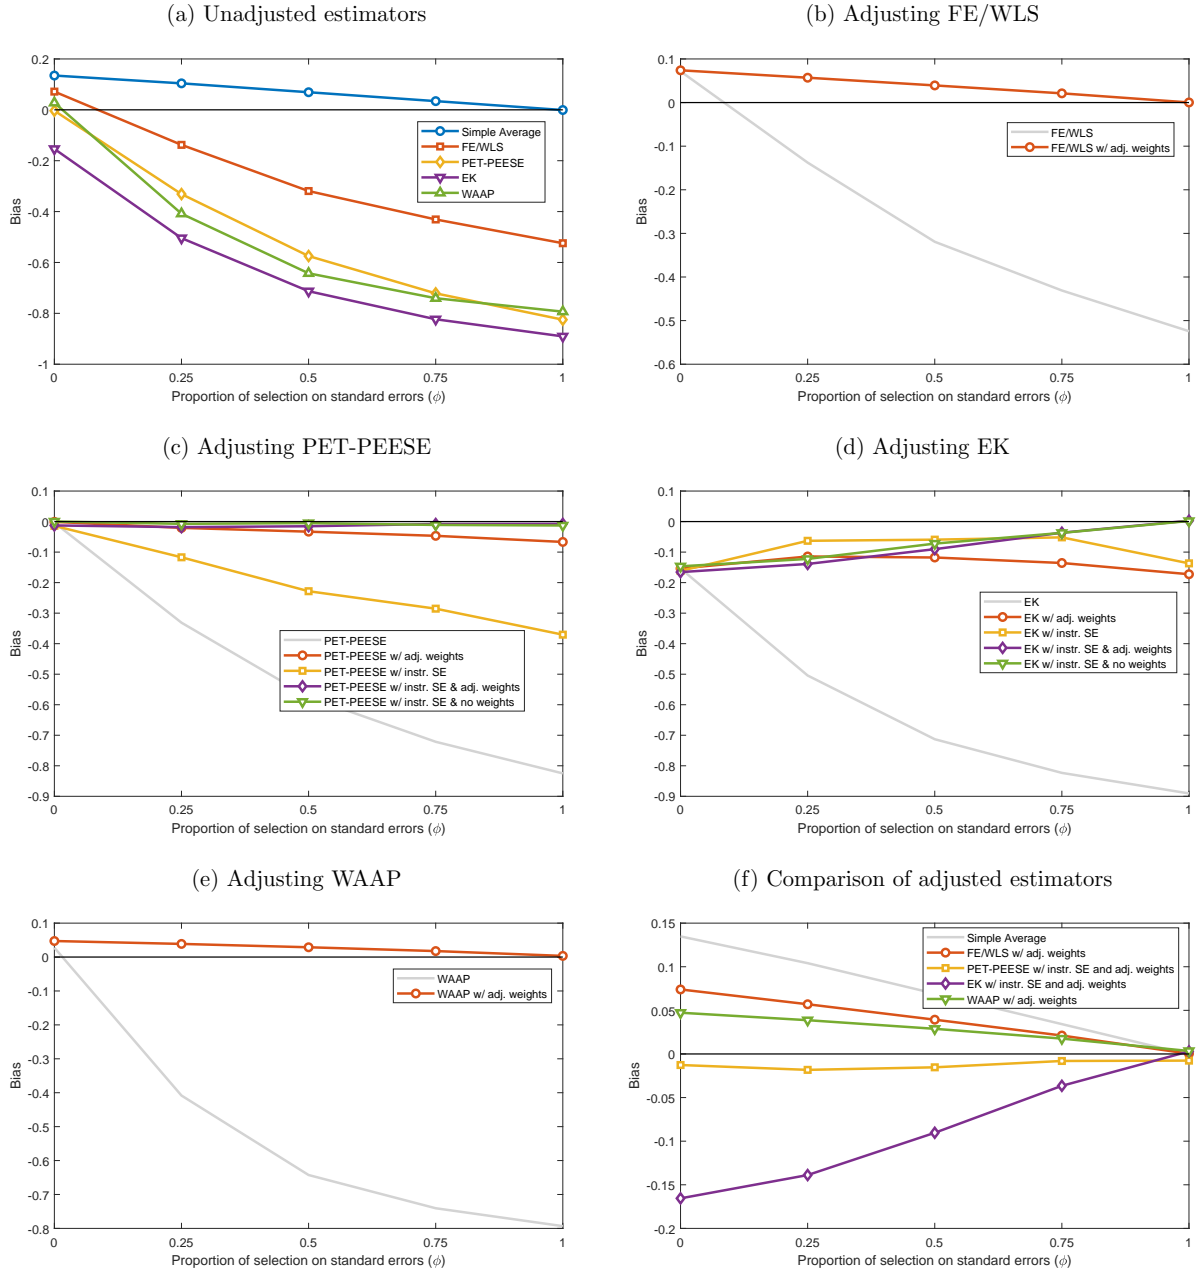 (a) Unadjusted estimators
0.2
0
-0.2
-0.4
-0.6
-0.8
-1
Bias
Simple Average
FE/WLS
PET-PEESE
EK
WAAP
0 0.25 0.5 0.75 1
Proportion of selection on standard errors (ϕ)
(b) Adjusting FE/WLS
0.1
0
-0.1
-0.2
-0.3
-0.4
-0.5
-0.6
Bias
FE/WLS
FE/WLS w/ adj. weights
0 0.25 0.5 0.75 1
Proportion of selection on standard errors (ϕ)
(c) Adjusting PET-PEESE
0.1
0
-0.1
-0.2
-0.3
-0.4
-0.5
-0.6
-0.7
-0.8
-0.9
Bias
PET-PEESE
PET-PEESE w/ adj. weights
PET-PEESE w/ instr. SE
PET-PEESE w/ instr. SE & adj. weights
PET-PEESE w/ instr. SE & no weights
0 0.25 0.5 0.75 1
Proportion of selection on standard errors (ϕ)
(d) Adjusting EK
0.1
0
-0.1
-0.2
-0.3
-0.4
-0.5
-0.6
-0.7
-0.8
-0.9
Bias
EK
EK w/ adj. weights
EK w/ instr. SE
EK w/ instr. SE & adj. weights
EK w/ instr. SE & no weights
0 0.25 0.5 0.75 1
Proportion of selection on standard errors (ϕ)
(e) Adjusting WAAP
0.1
0
-0.1
-0.2
-0.3
-0.4
-0.5
-0.6
-0.7
-0.8
Bias
WAAP
WAAP w/ adj. weights
0 0.25 0.5 0.75 1
Proportion of selection on standard errors (ϕ)
(f) Comparison of adjusted estimators
0.15
0.1
0.05
0
-0.05
-0.1
-0.15
-0.2
Bias
Simple Average
FE/WLS w/ adj. weights
PET-PEESE w/ instr. SE and adj. weights
EK w/ instr. SE and adj. weights
WAAP w/ adj. weights
0 0.25 0.5 0.75 1
Proportion of selection on standard errors (ϕ)